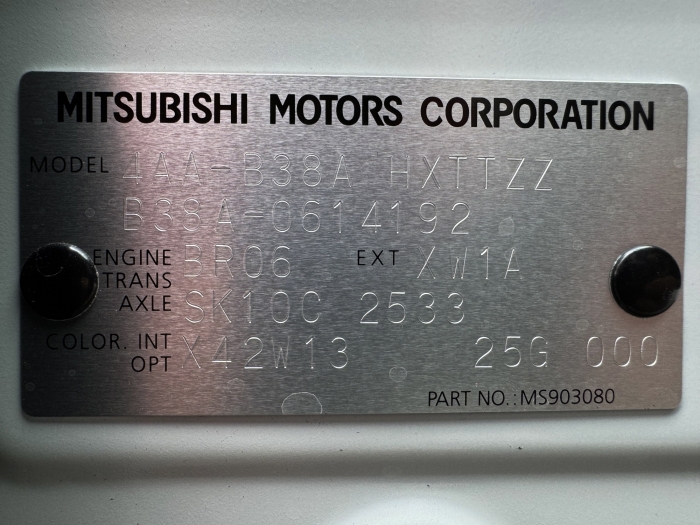 MITSUBISHI MOTORS CORPORATION
MODEL 4AA-B38A HXTTZZ
B38A-0614192
ENGINE BR06 EXT XW1A
TRANS
AXLE SK10C 2533
COLOR. INT
OPT X42W13 25G 000
PART NO.:MS903080